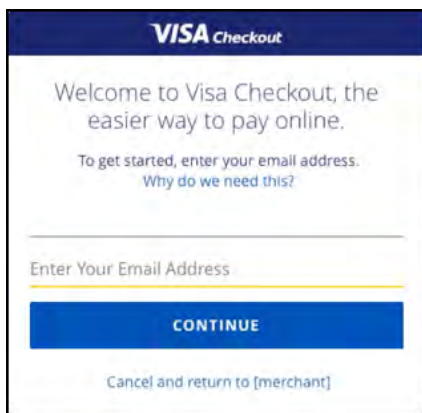 VISA Checkout
Welcome to Visa Checkout, the
easier way to pay online.
To get started, enter your email address.
Why do we need this?
Enter Your Email Address
CONTINUE
Cancel and return to [merchant]